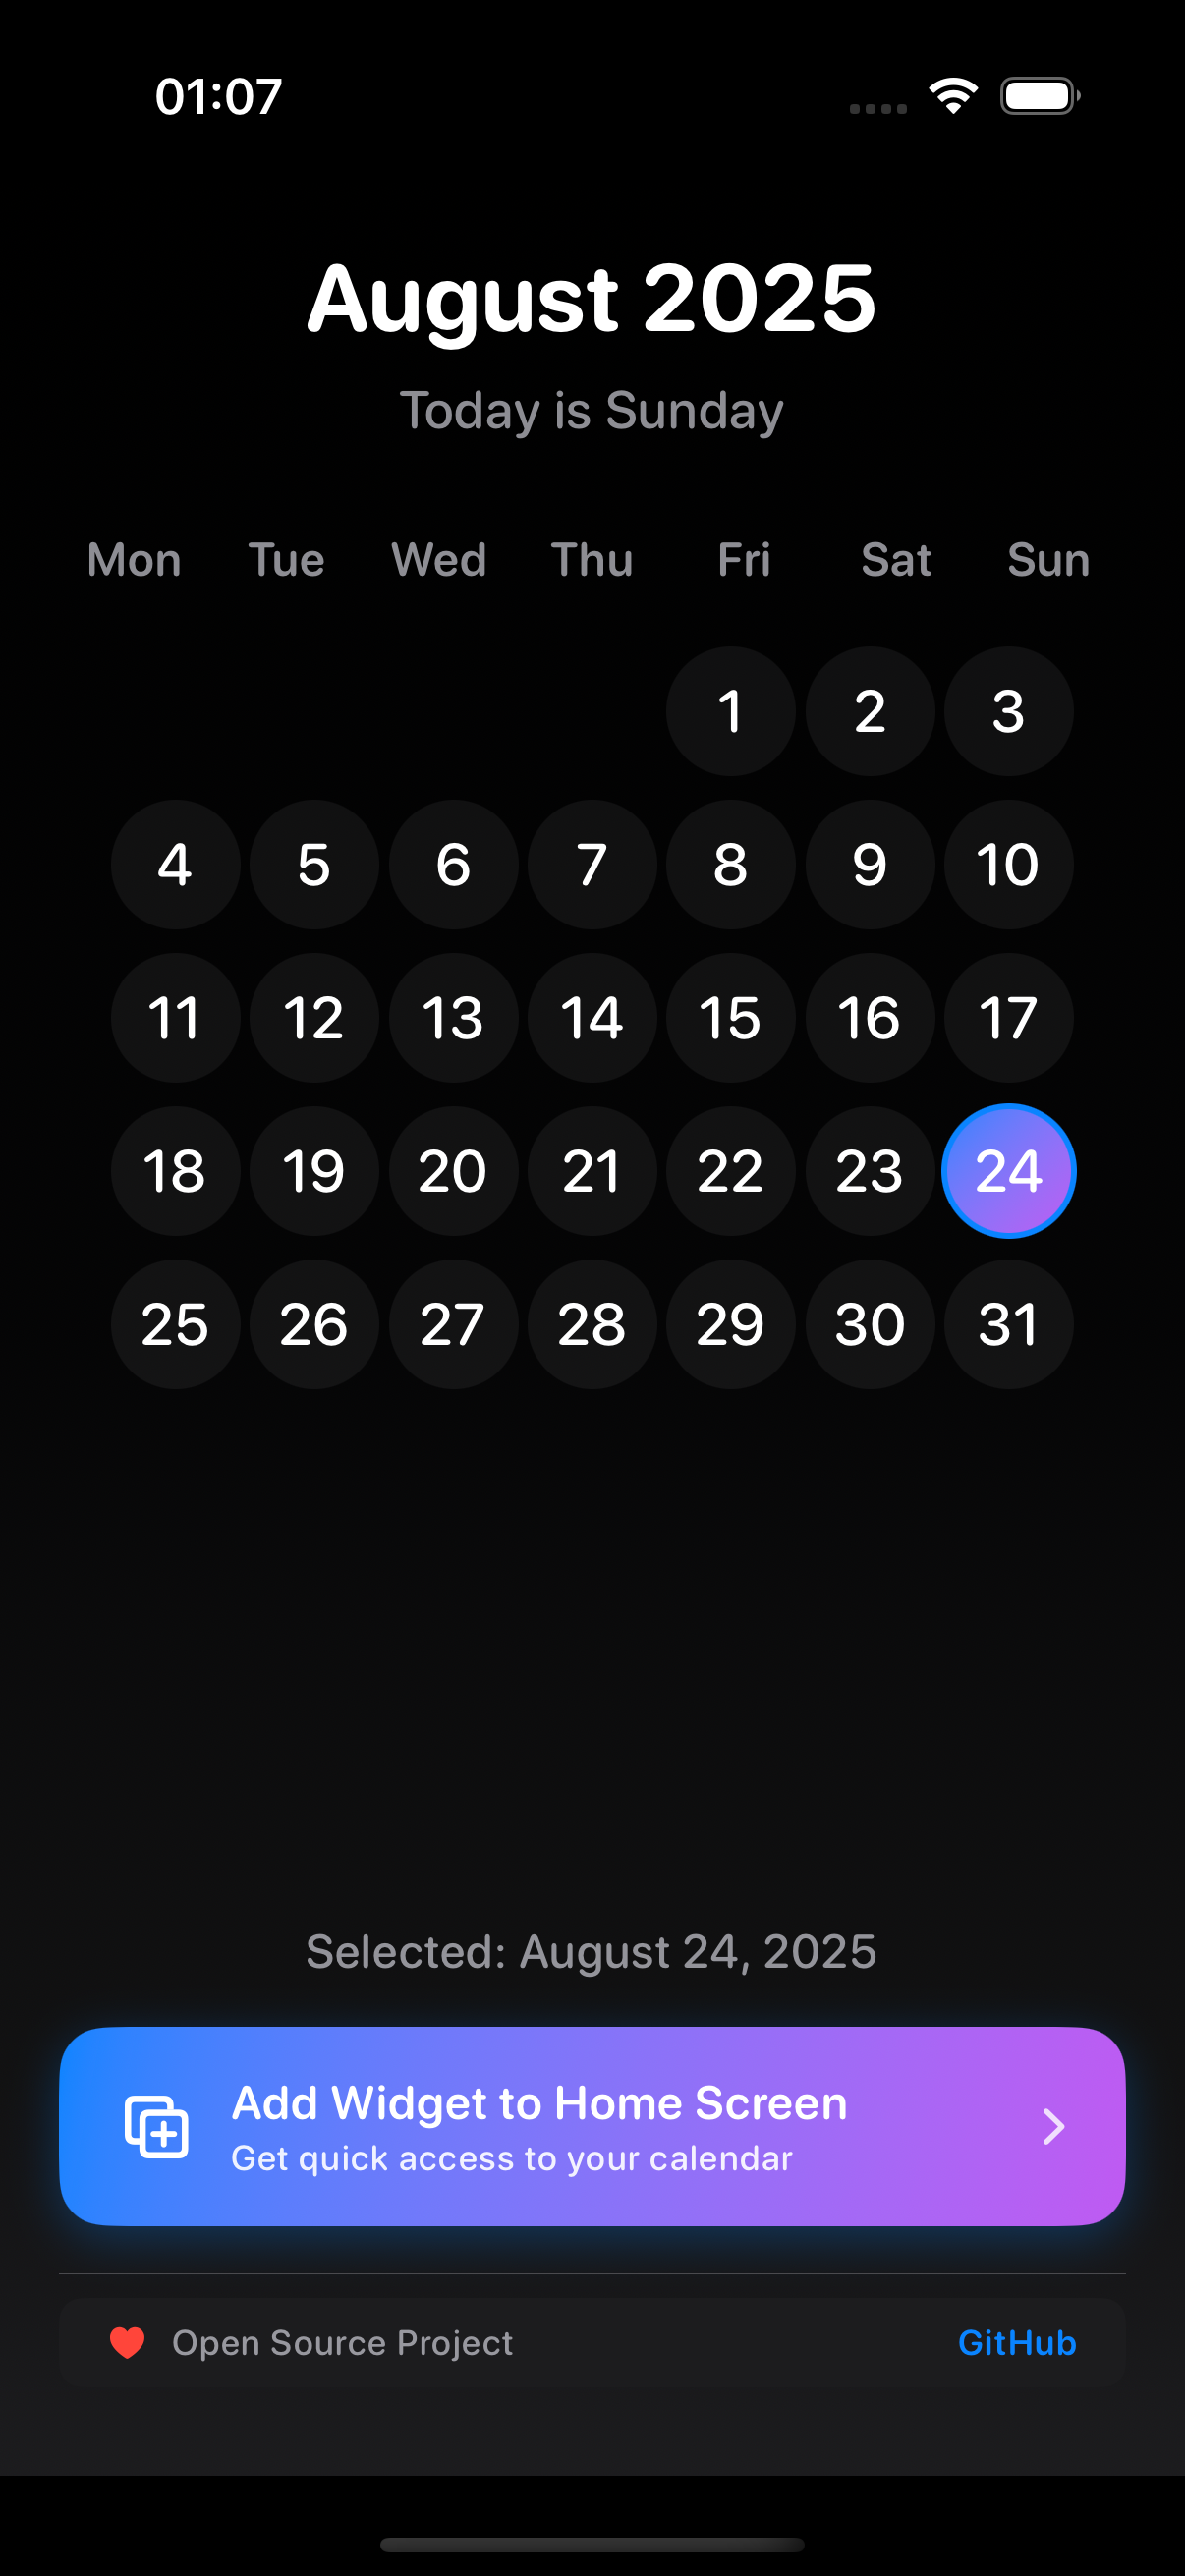 01:07
August 2025
Today is Sunday
Mon Tue Wed Thu Fri Sat Sun
1 2 3
4 5 6 7 8 9 10
11 12 13 14 15 16 17
18 19 20 21 22 23 24
25 26 27 28 29 30 31
Selected: August 24, 2025
Add Widget to Home Screen
Get quick access to your calendar
Open Source Project GitHub